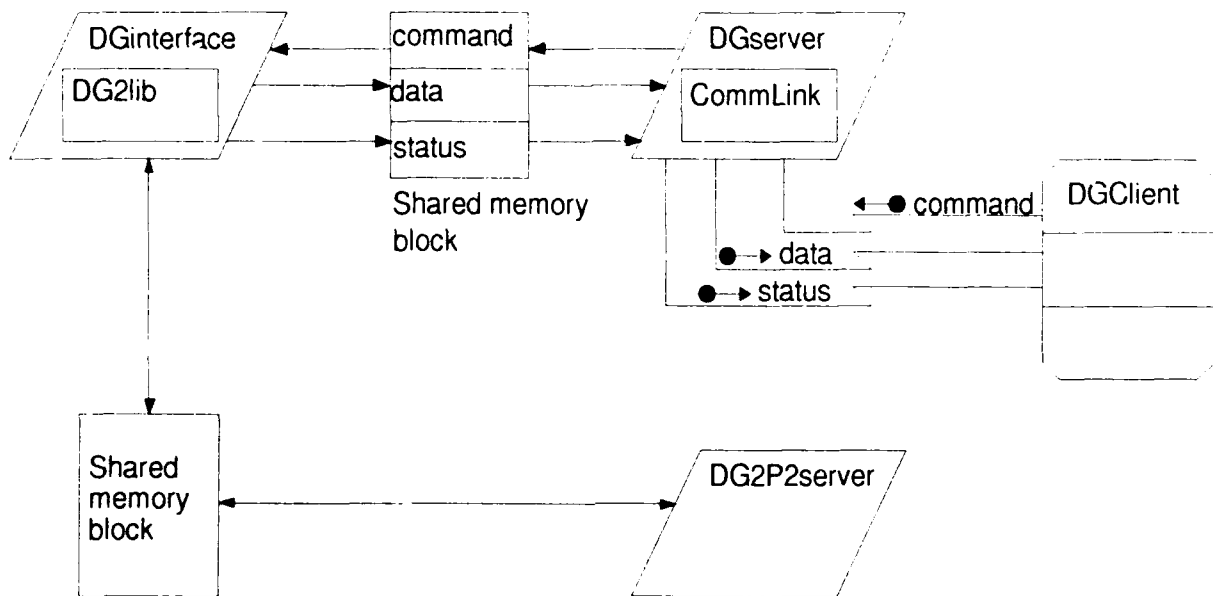 DGinterface
DG2lib
command
data
status
Shared memory
block
DGserver
CommLink
DGClient
command
data
status
Shared
memory
block
DG2P2server